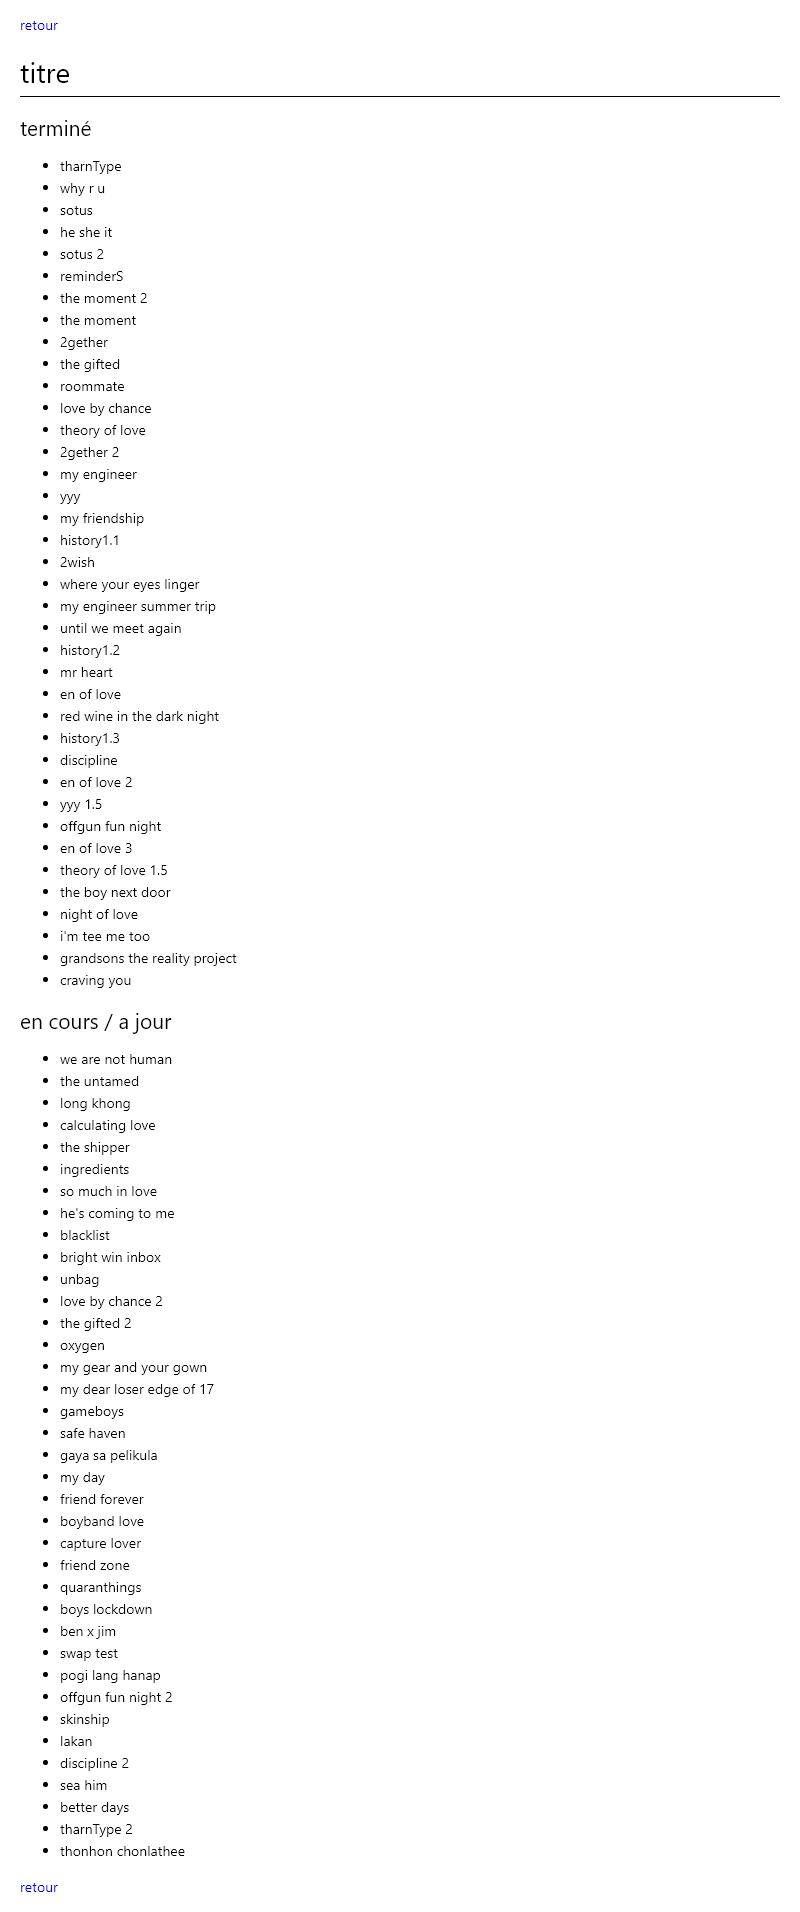 retour
titre
terminé
tharnType
why r u
sotus
he she it
sotus 2
reminderS
the moment 2
the moment
2gether
the gifted
roommate
love by chance
theory of love
2gether 2
my engineer
yyy
my friendship
history1.1
2wish
where your eyes linger
my engineer summer trip
until we meet again
history1.2
mr heart
en of love
red wine in the dark night
history1.3
discipline
en of love 2
yyy 1.5
offgun fun night
en of love 3
theory of love 1.5
the boy next door
night of love
i'm tee me too
grandsons the reality project
craving you
en cours / a jour
we are not human
the untamed
long khong
calculating love
the shipper
ingredients
so much in love
he's coming to me
blacklist
bright win inbox
unbag
love by chance 2
the gifted 2
oxygen
my gear and your gown
my dear loser edge of 17
gameboys
safe haven
gaya sa pelikula
my day
friend forever
boyband love
capture lover
friend zone
quaranthings
boys lockdown
ben x jim
swap test
pogi lang hanap
offgun fun night 2
skinship
lakan
discipline 2
sea him
better days
tharnType 2
thonhon chonlathee
retour